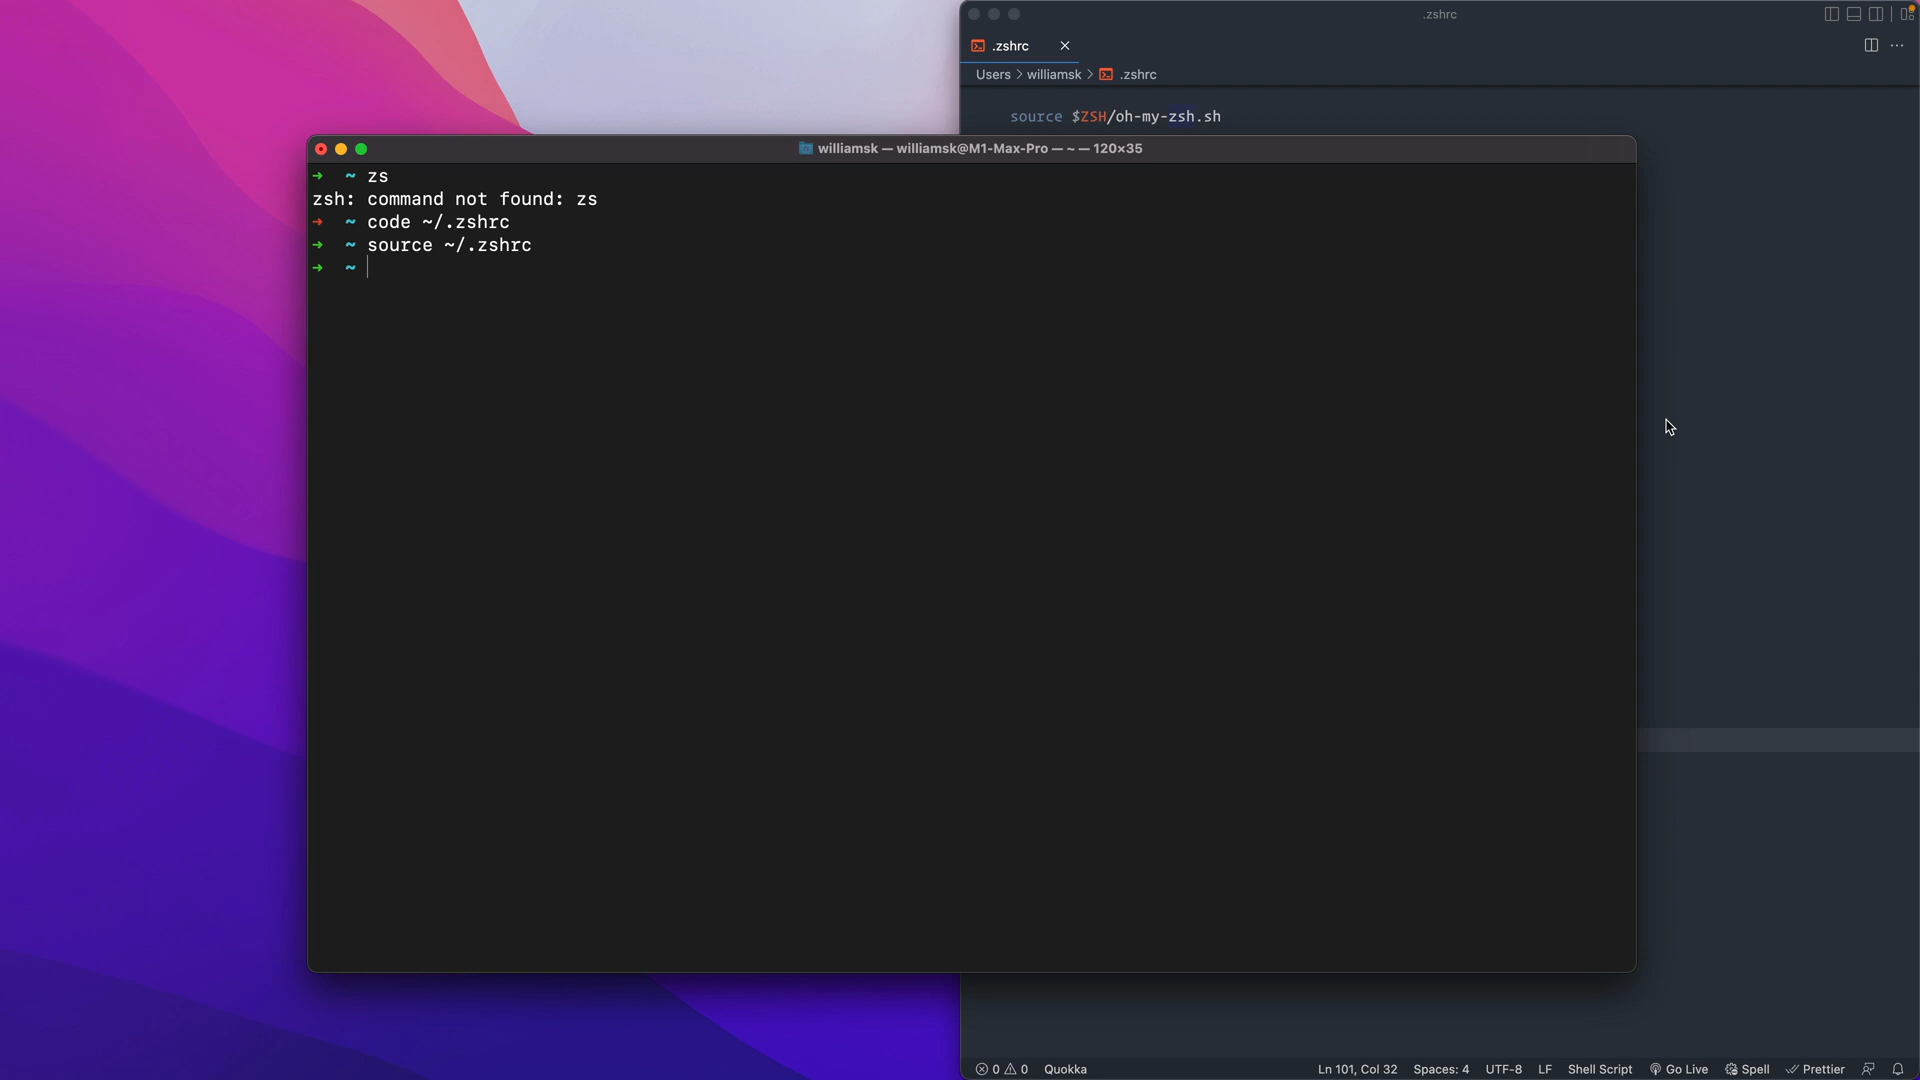 .zshrc
.zshrc
Users > williamsk > .zshrc
source $ZSH/oh-my-zsh.sh
williamsk — williamsk@M1-Max-Pro — ~ — 120×35
➜ ~ zs
zsh: command not found: zs
➜ ~ code ~/.zshrc
➜ ~ source ~/.zshrc
➜ ~
0 0 Quokka Ln 101, Col 32 Spaces: 4 UTF-8 LF Shell Script Go Live Spell Prettier